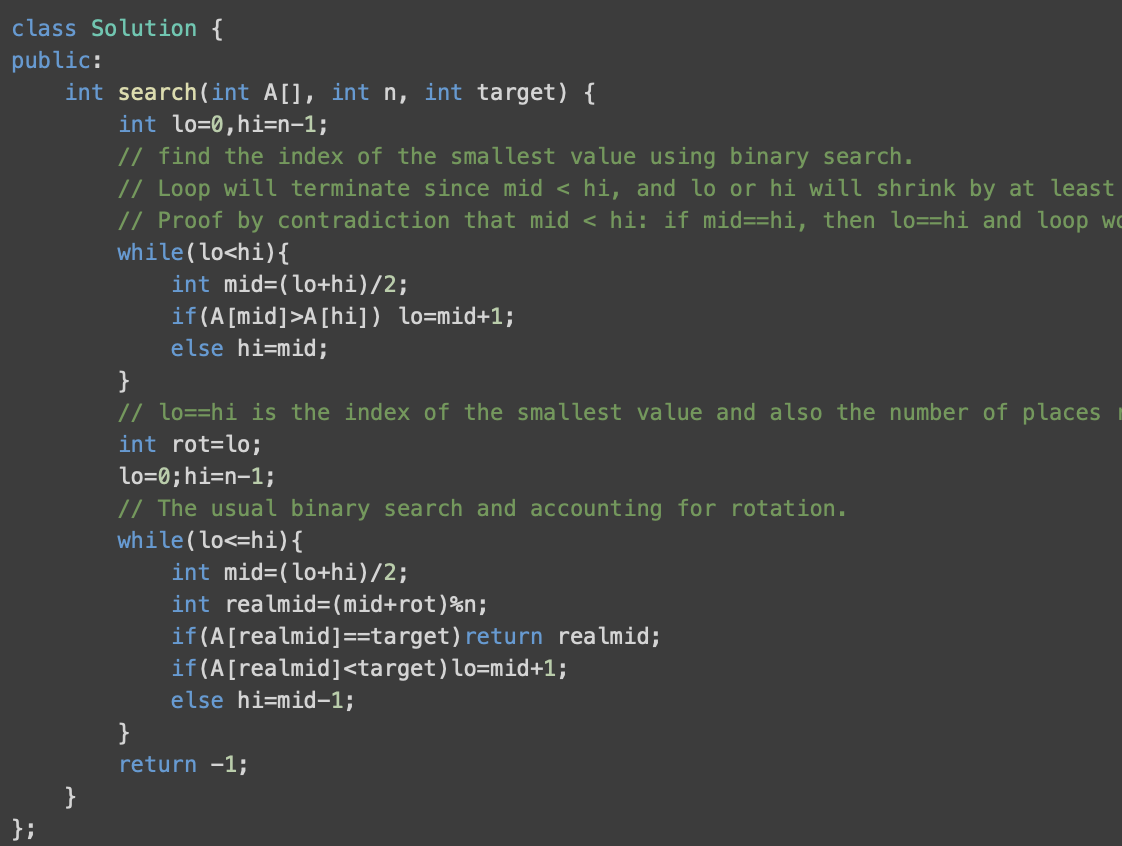 class Solution {
public:
    int search(int A[], int n, int target) {
        int lo=0,hi=n-1;
        // find the index of the smallest value using binary search.
        // Loop will terminate since mid < hi, and lo or hi will shrink by at least
        // Proof by contradiction that mid < hi: if mid==hi, then lo==hi and loop
        while(lo<hi){
            int mid=(lo+hi)/2;
            if(A[mid]>A[hi]) lo=mid+1;
            else hi=mid;
        }
        // lo==hi is the index of the smallest value and also the number of places
        int rot=lo;
        lo=0;hi=n-1;
        // The usual binary search and accounting for rotation.
        while(lo<=hi){
            int mid=(lo+hi)/2;
            int realmid=(mid+rot)%n;
            if(A[realmid]==target)return realmid;
            if(A[realmid]<target)lo=mid+1;
            else hi=mid-1;
        }
        return -1;
    }
};